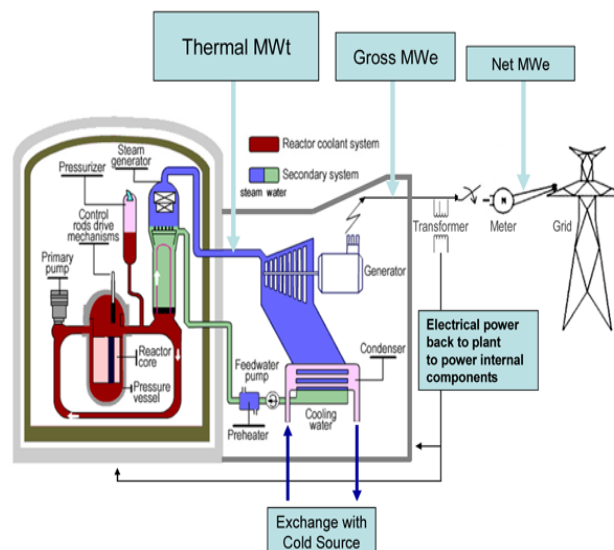 Thermal MWt
Gross MWe
Net MWe
Steam
generator
Pressurizer
Control
rods drive
mechanisms
Primary
pump
Reactor coolant system
Secondary system
steam water
Transformer
Meter
M
Grid
Generator
Electrical power
back to plant
to power internal
components
Condenser
Reactor
core
Pressure
vessel
Feedwater
pump
Preheater
Cooling
water
Exchange with
Cold Source